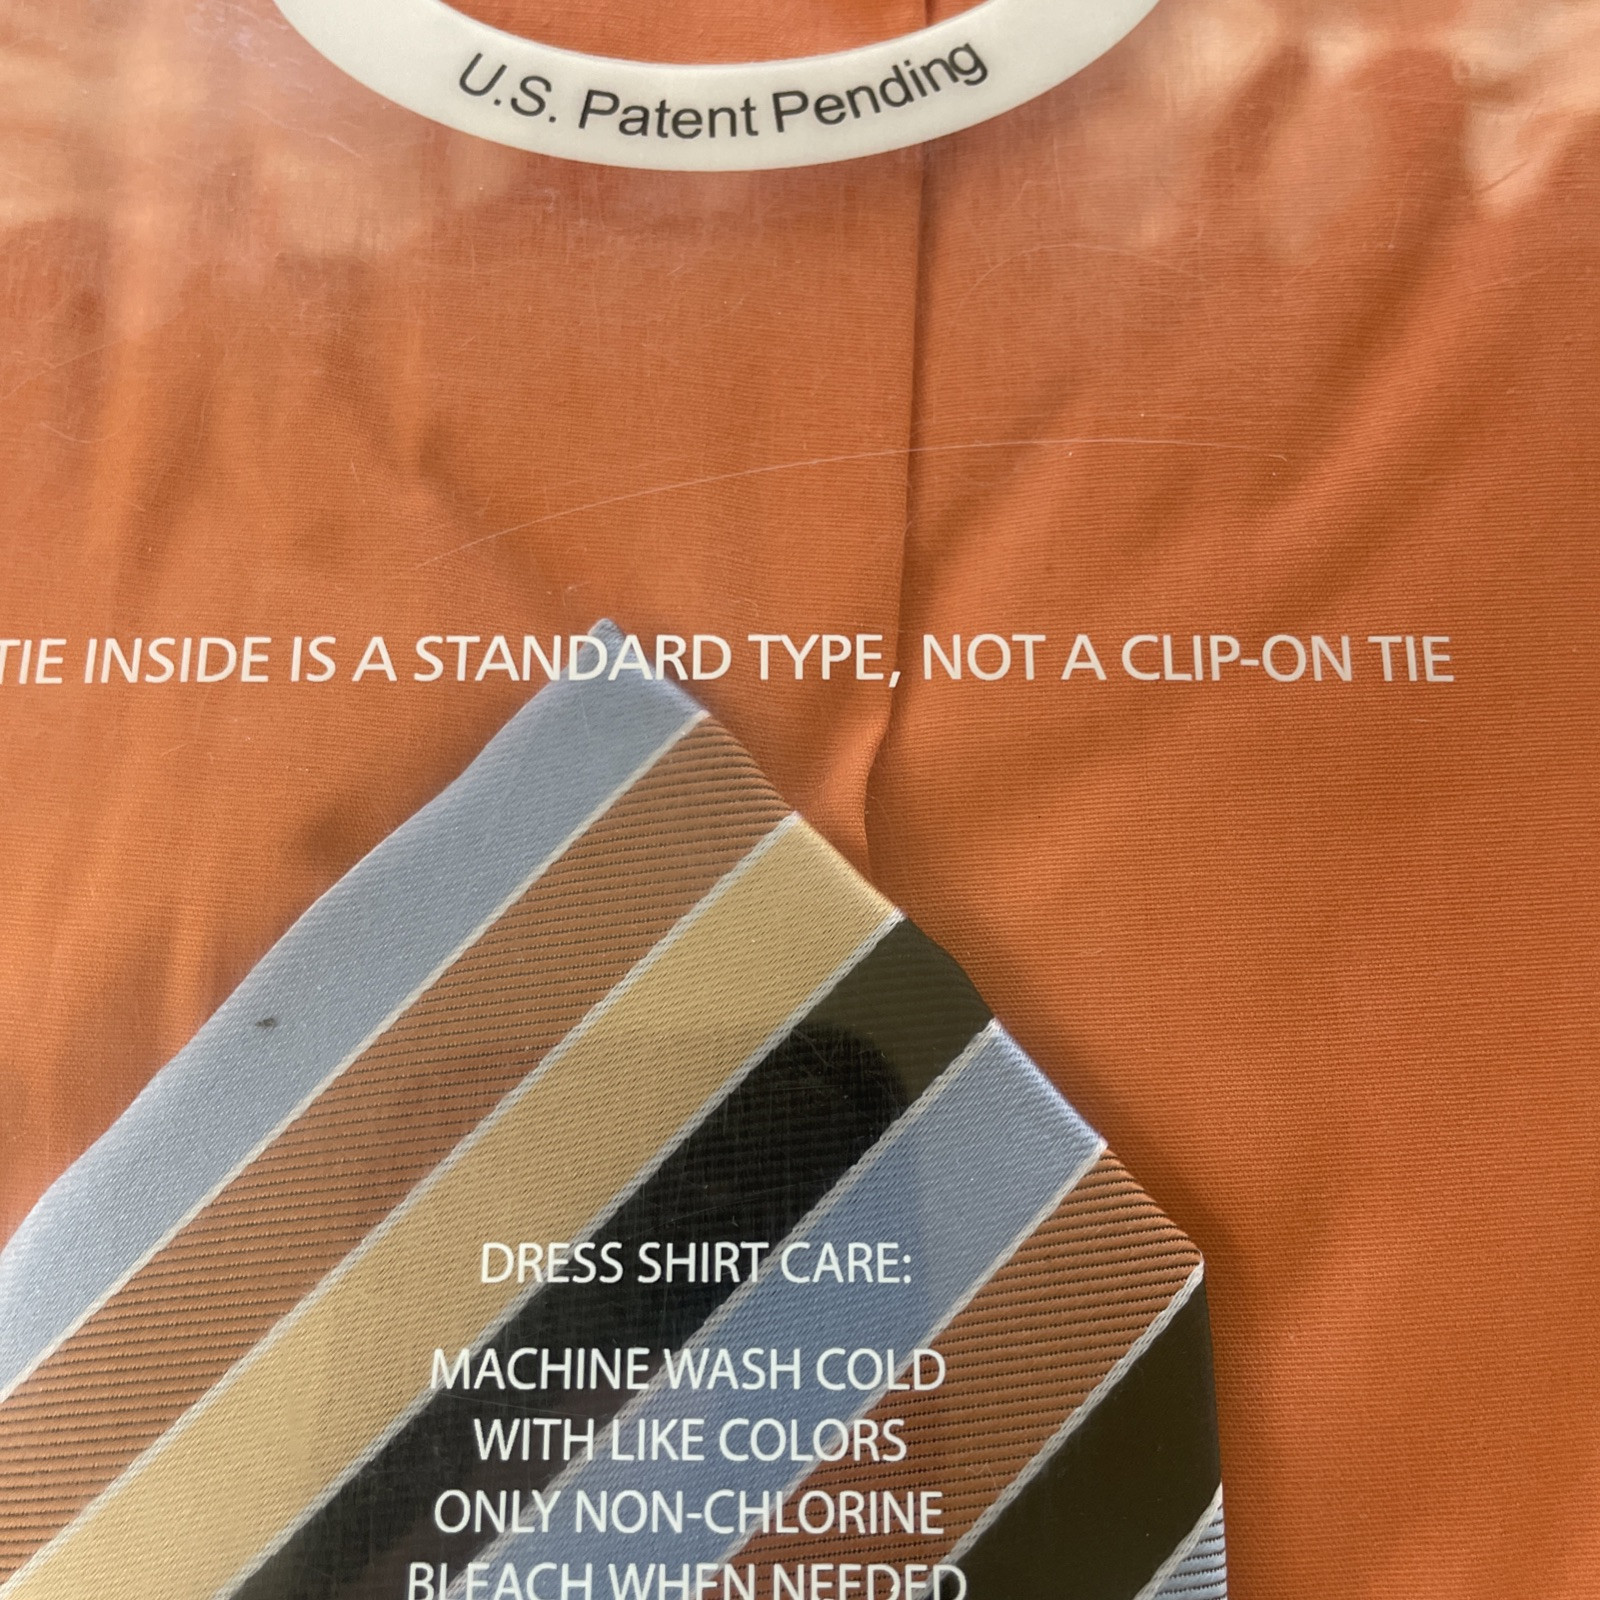 U.S. Patent Pending
TIE INSIDE IS A STANDARD TYPE, NOT A CLIP-ON TIE
DRESS SHIRT CARE:
MACHINE WASH COLD
WITH LIKE COLORS
ONLY NON-CHLORINE
BLEACH WHEN NEEDED